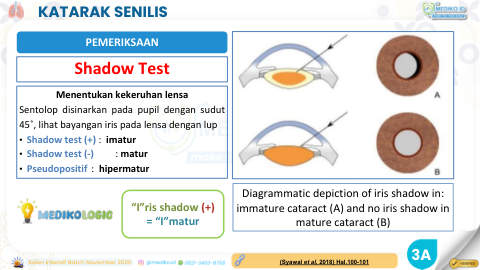 KATARAK SENILIS
MEDIKO.ID
PEMERIKSAAN
Shadow Test
Menentukan kekeruhan lensa
Sentolop disinarkan pada pupil dengan sudut
45˚, lihat bayangan iris pada lensa dengan lup
• Shadow test (+) : imatur
• Shadow test (-) : matur
• Pseudopositif : hipermatur
A
B
MEDIKOLOGIC
“I”ris shadow (+)
= “I”matur
Diagrammatic depiction of iris shadow in:
immature cataract (A) and no iris shadow in
mature cataract (B)
(Syawal et al, 2018) Hal.100-101
3A